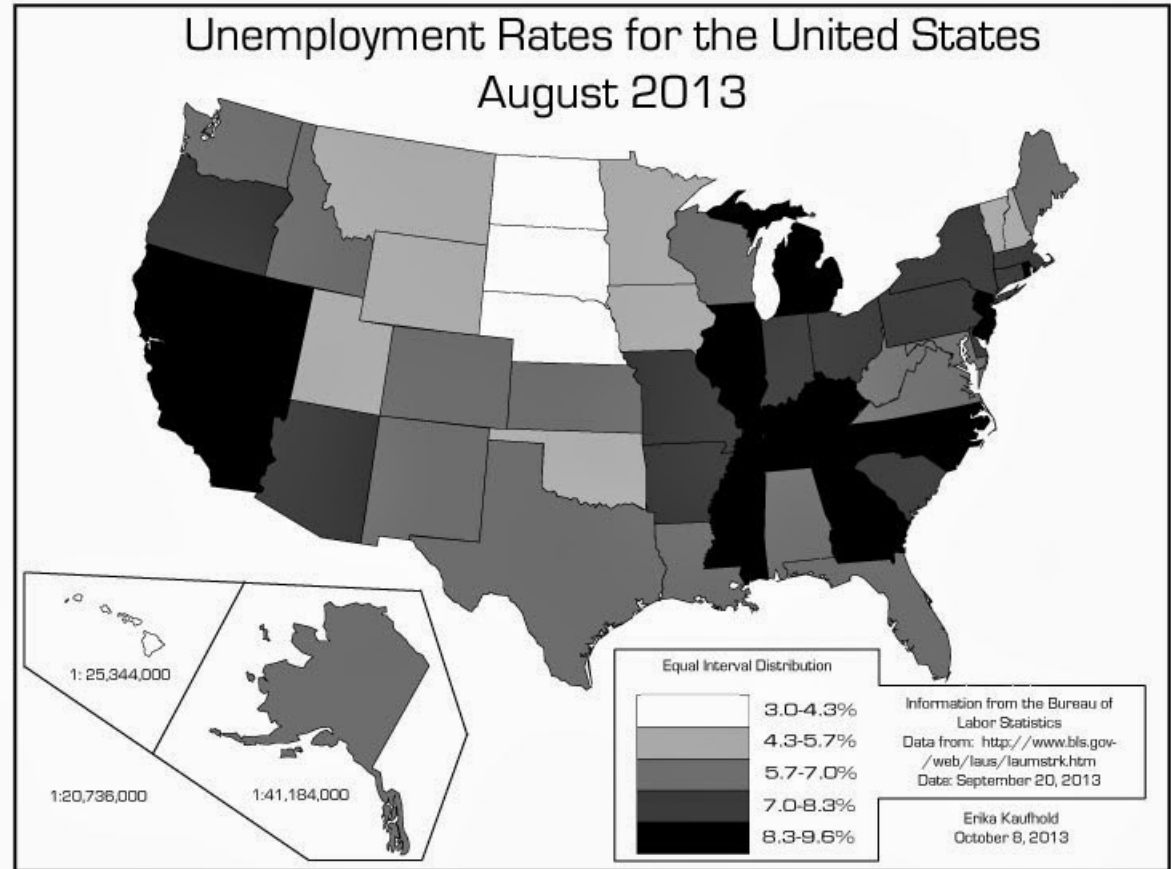 Unemployment Rates for the United States
August 2013
1: 25,344,000
1:20,736,000
1:41,184,000
Equal Interval Distribution
3.0-4.3%
4.3-5.7%
5.7-7.0%
7.0-8.3%
8.3-9.6%
Information from the Bureau of
Labor Statistics
Data from: http://www.bls.gov-
/web/laus/laumstrk.htm
Date: September 20, 2013
Erika Kaufhold
October 8, 2013